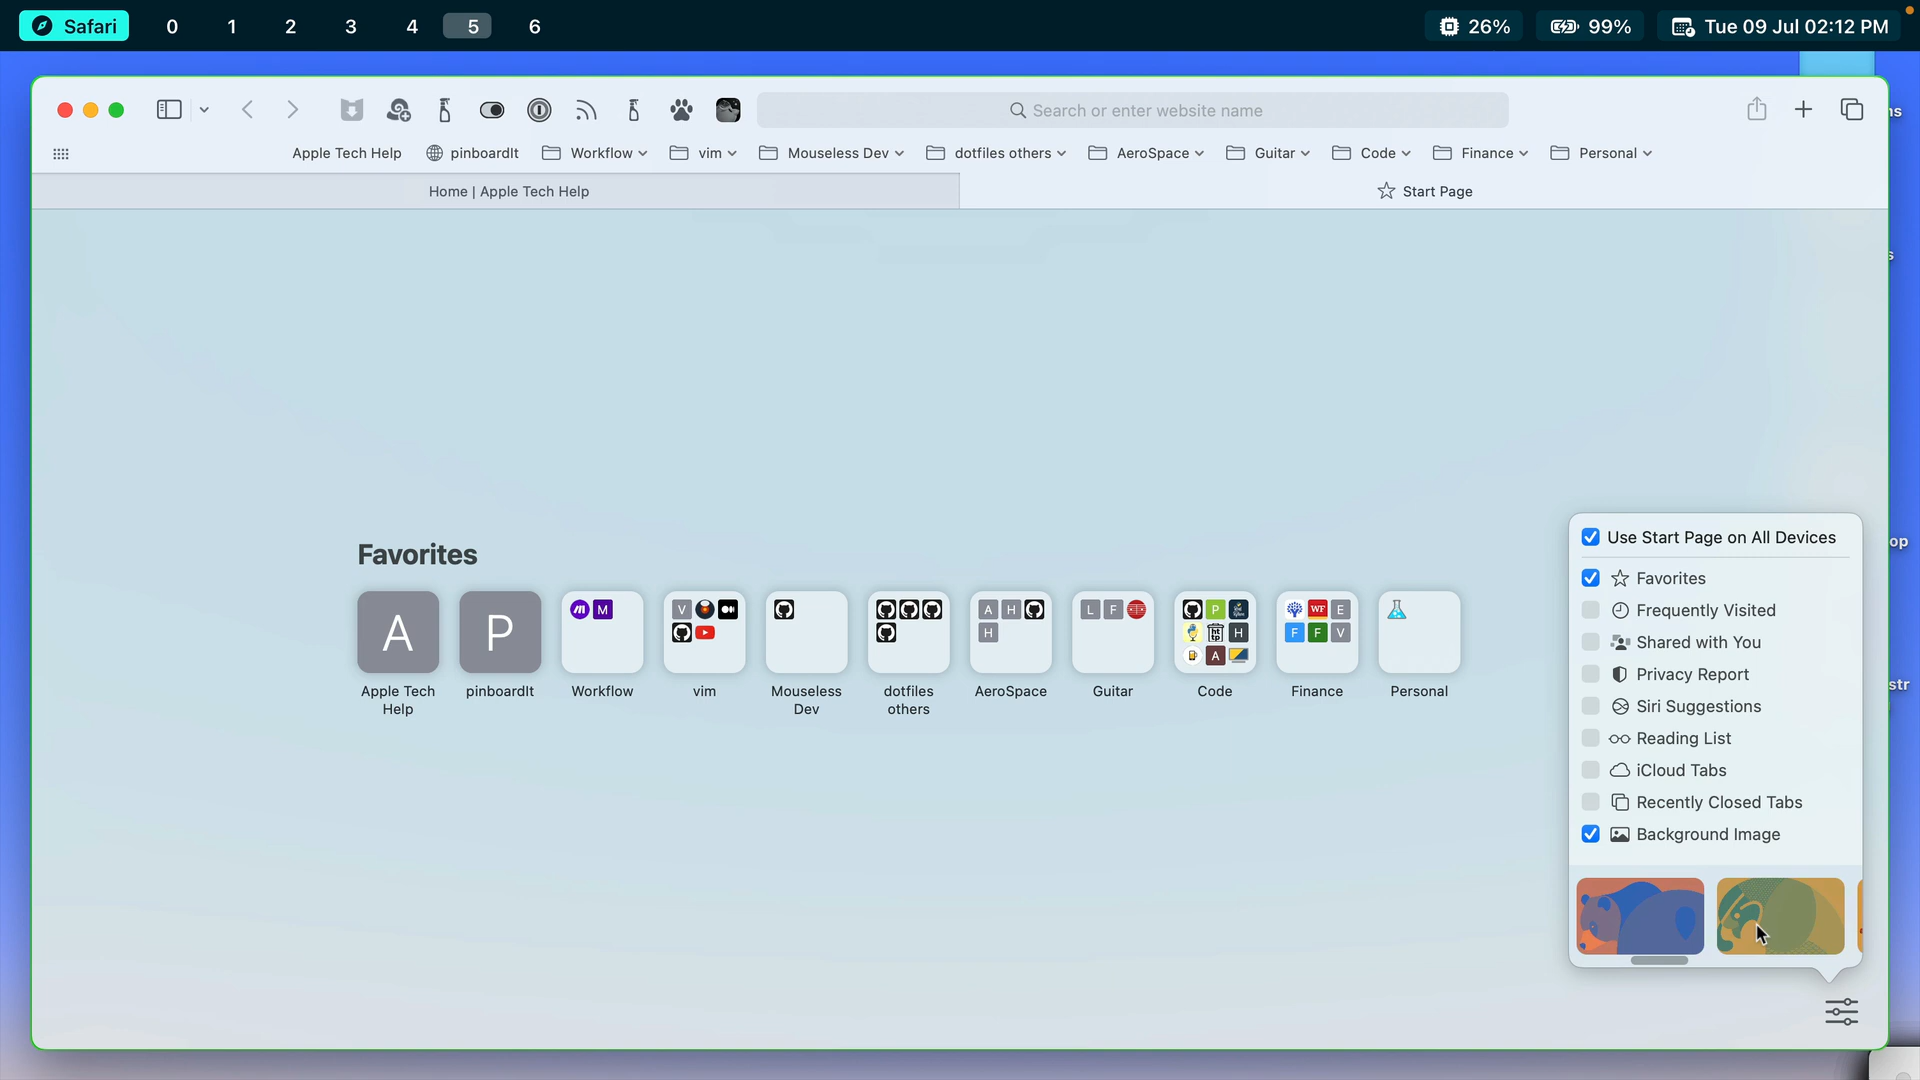 Safari 0 1 2 3 4 5 6 26% 99% Tue 09 Jul 02:12 PM
Search or enter website name
Apple Tech Help pinboardIt Workflow vim Mouseless Dev dotfiles others AeroSpace Guitar Code Finance Personal
Home | Apple Tech Help Start Page
Favorites
A P M V A H L F P WF E
H F F V
H A
Apple Tech Help
pinboardIt
Workflow
vim
Mouseless Dev
dotfiles others
AeroSpace
Guitar
Code
Finance
Personal
Use Start Page on All Devices
Favorites
Frequently Visited
Shared with You
Privacy Report
Siri Suggestions
Reading List
iCloud Tabs
Recently Closed Tabs
Background Image
ns
s
op
str